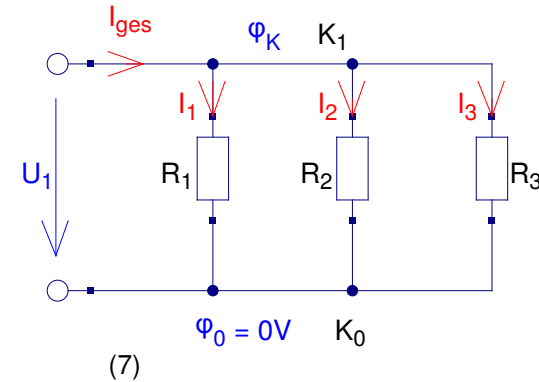 I_ges
φ_K K_1
I_1 I_2 I_3
U_1 R_1 R_2 R_3
φ_0 = 0V K_0
(7)